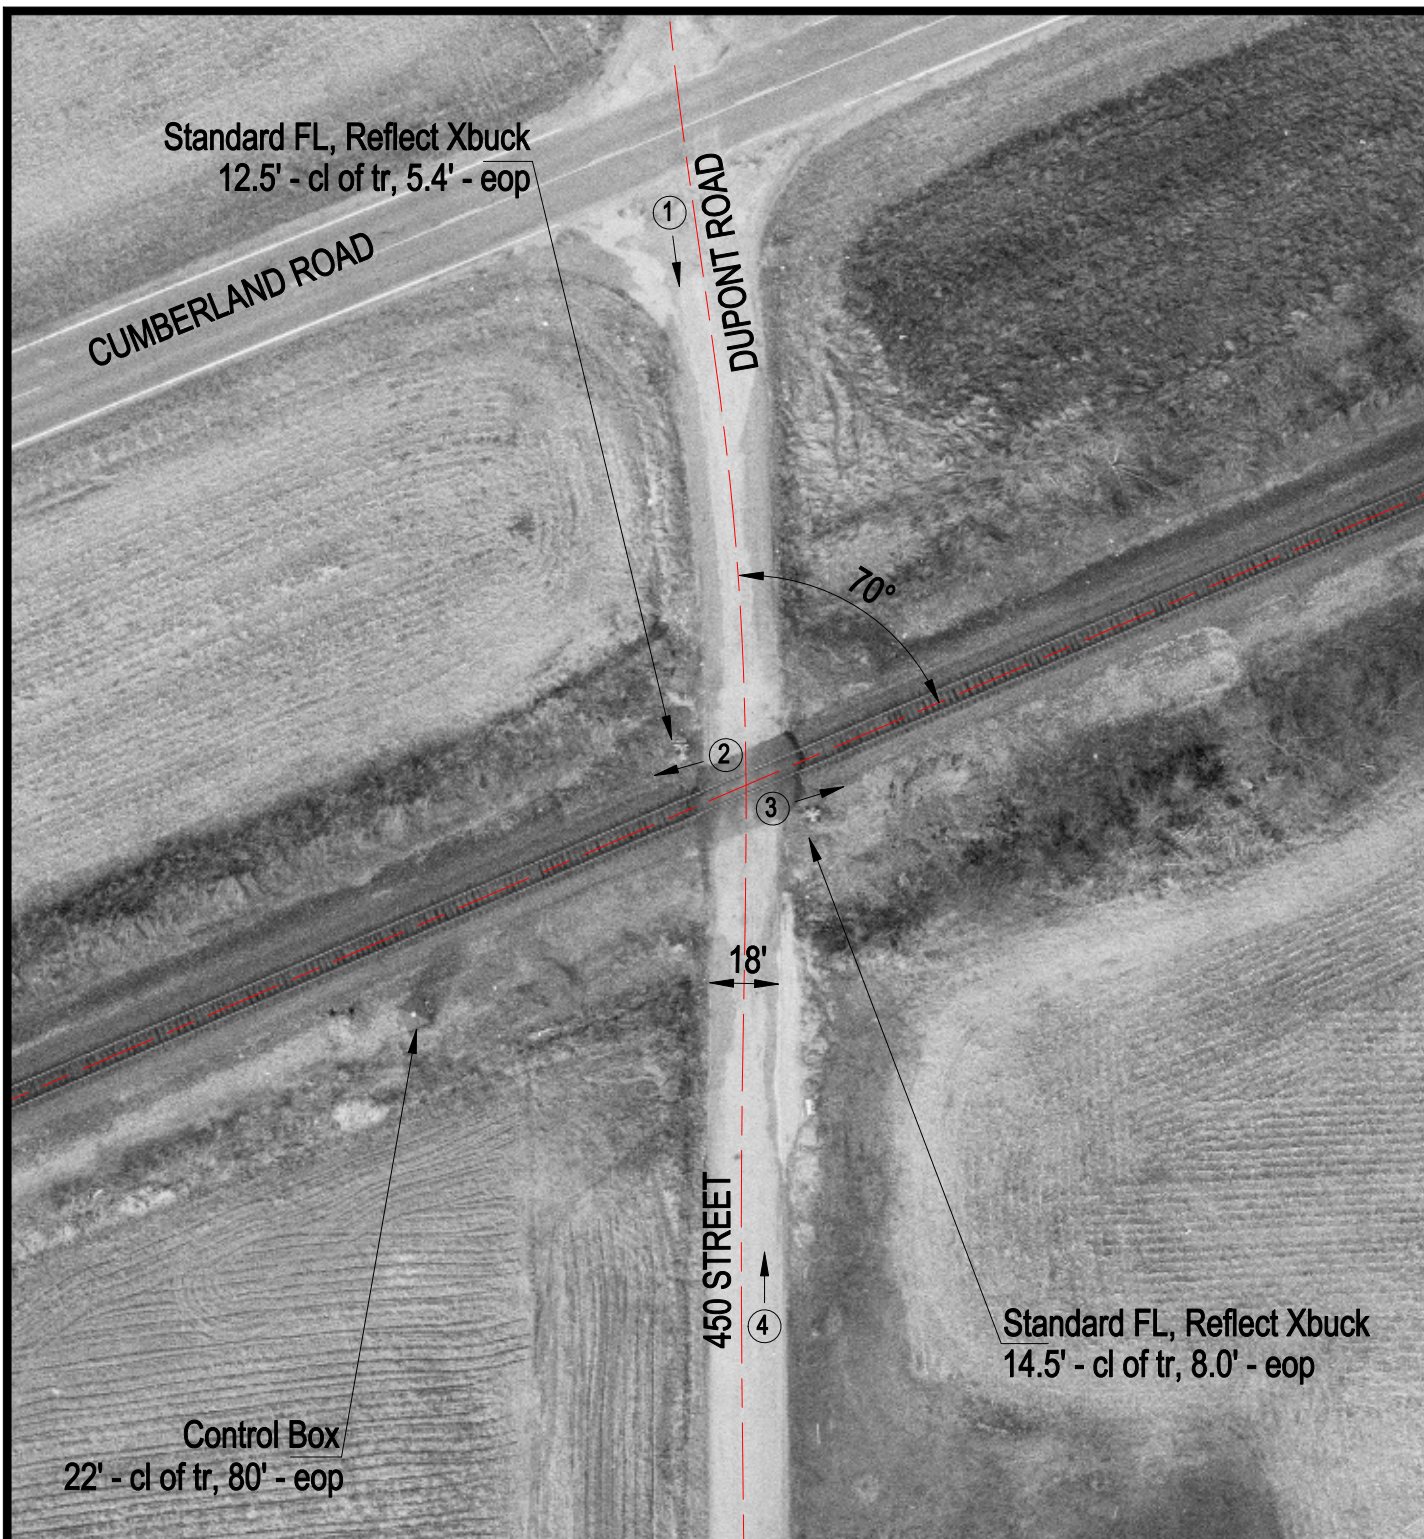 Standard FL, Reflect Xbuck
12.5' - cl of tr, 5.4' - eop
1
DUPONT ROAD
CUMBERLAND ROAD
70°
2
3
18'
450 STREET
4
Standard FL, Reflect Xbuck
14.5' - cl of tr, 8.0' - eop
Control Box
22' - cl of tr, 80' - eop